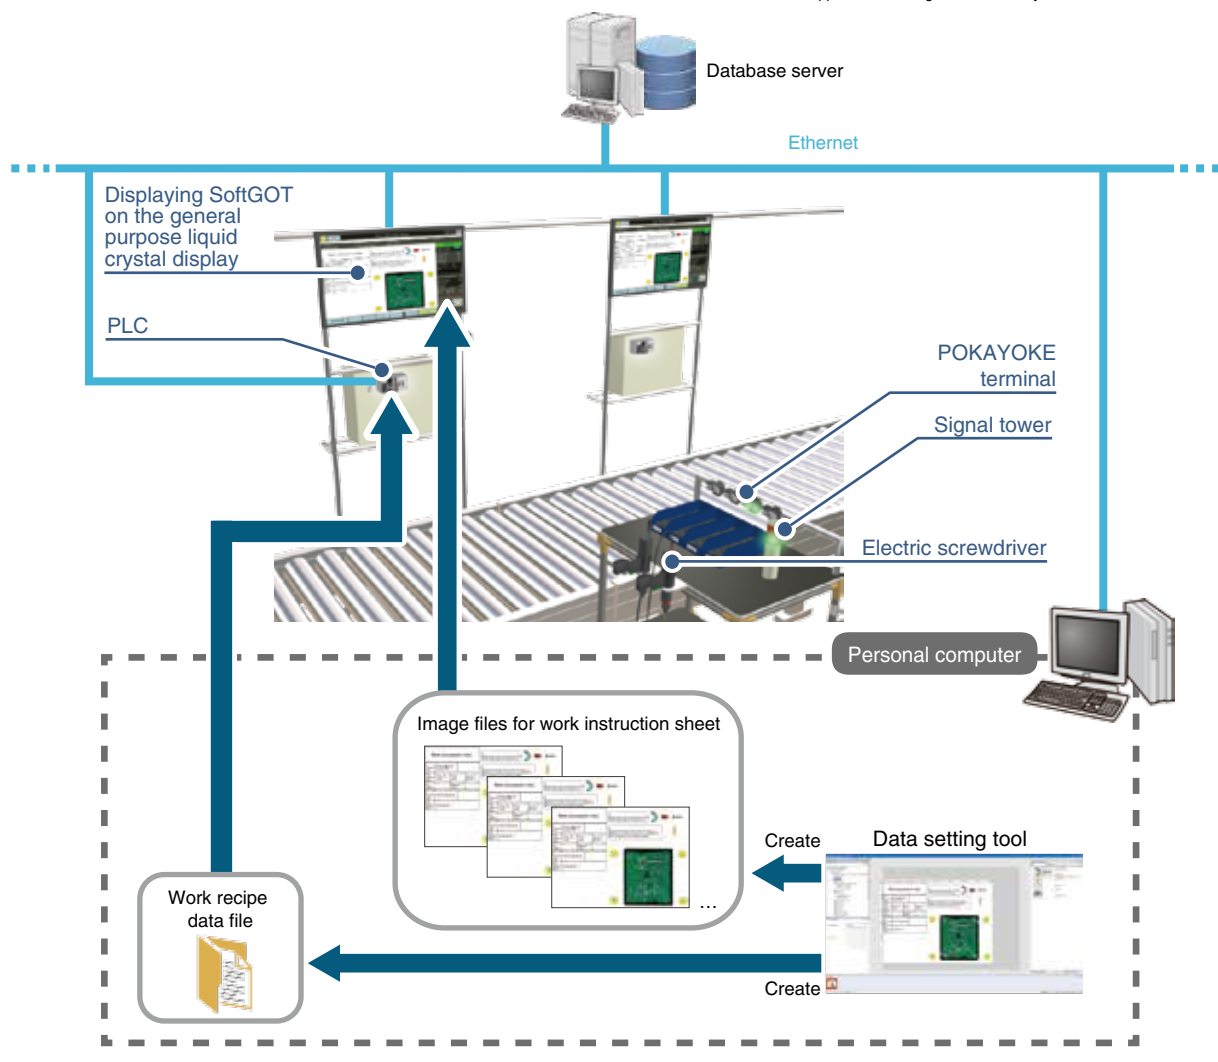 Database server
Ethernet
Displaying SoftGOT
on the general
purpose liquid
crystal display
PLC
POKAYOKE
terminal
Signal tower
Electric screwdriver
Personal computer
Image files for work instruction sheet
...
Create
Data setting tool
Work recipe
data file
Create